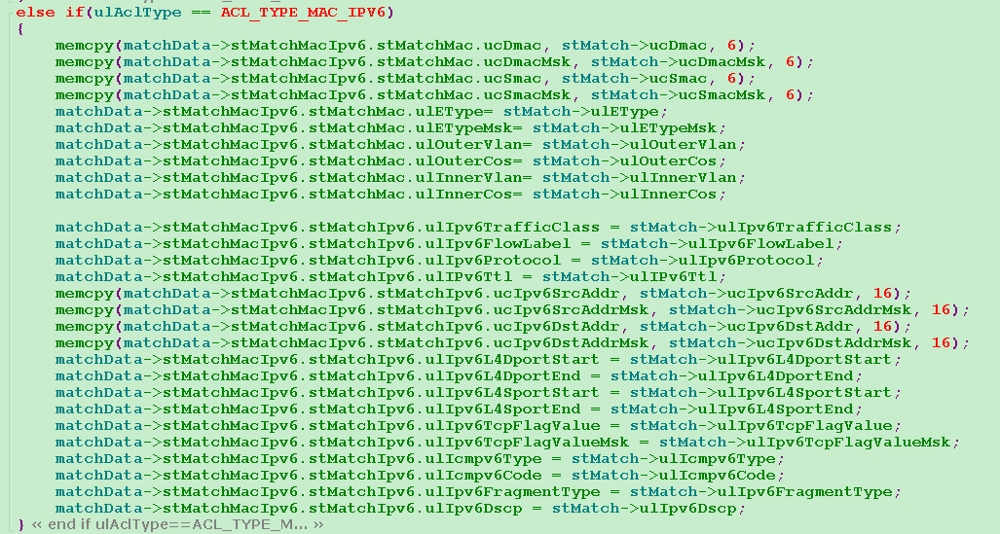 else if(ulAclType == ACL_TYPE_MAC_IPV6)
{
memcpy(matchData->stMatchMacIpv6.stMatchMac.ucDmac, stMatch->ucDmac, 6);
memcpy(matchData->stMatchMacIpv6.stMatchMac.ucDmacMsk, stMatch->ucDmacMsk, 6);
memcpy(matchData->stMatchMacIpv6.stMatchMac.ucSmac, stMatch->ucSmac, 6);
memcpy(matchData->stMatchMacIpv6.stMatchMac.ucSmacMsk, stMatch->ucSmacMsk, 6);
matchData->stMatchMacIpv6.stMatchMac.ulEType= stMatch->ulEType;
matchData->stMatchMacIpv6.stMatchMac.ulETypeMsk= stMatch->ulETypeMsk;
matchData->stMatchMacIpv6.stMatchMac.ulOuterVlan= stMatch->ulOuterVlan;
matchData->stMatchMacIpv6.stMatchMac.ulOuterCos= stMatch->ulOuterCos;
matchData->stMatchMacIpv6.stMatchMac.ulInnerVlan= stMatch->ulInnerVlan;
matchData->stMatchMacIpv6.stMatchMac.ulInnerCos= stMatch->ulInnerCos;
matchData->stMatchMacIpv6.stMatchIpv6.ulIpv6TrafficClass = stMatch->ulIpv6TrafficClass;
matchData->stMatchMacIpv6.stMatchIpv6.ulIpv6FlowLabel = stMatch->ulIpv6FlowLabel;
matchData->stMatchMacIpv6.stMatchIpv6.ulIpv6Protocol = stMatch->ulIpv6Protocol;
matchData->stMatchMacIpv6.stMatchIpv6.ulIPv6Ttl = stMatch->ulIPv6Ttl;
memcpy(matchData->stMatchMacIpv6.stMatchIpv6.ucIpv6SrcAddr, stMatch->ucIpv6SrcAddr, 16);
memcpy(matchData->stMatchMacIpv6.stMatchIpv6.ucIpv6SrcAddrMsk, stMatch->ucIpv6SrcAddrMsk, 16);
memcpy(matchData->stMatchMacIpv6.stMatchIpv6.ucIpv6DstAddr, stMatch->ucIpv6DstAddr, 16);
memcpy(matchData->stMatchMacIpv6.stMatchIpv6.ucIpv6DstAddrMsk, stMatch->ucIpv6DstAddrMsk, 16);
matchData->stMatchMacIpv6.stMatchIpv6.ulIpv6L4DportStart = stMatch->ulIpv6L4DportStart;
matchData->stMatchMacIpv6.stMatchIpv6.ulIpv6L4DportEnd = stMatch->ulIpv6L4DportEnd;
matchData->stMatchMacIpv6.stMatchIpv6.ulIpv6L4SportStart = stMatch->ulIpv6L4SportStart;
matchData->stMatchMacIpv6.stMatchIpv6.ulIpv6L4SportEnd = stMatch->ulIpv6L4SportEnd;
matchData->stMatchMacIpv6.stMatchIpv6.ulIpv6TcpFlagValue = stMatch->ulIpv6TcpFlagValue;
matchData->stMatchMacIpv6.stMatchIpv6.ulIpv6TcpFlagValueMsk = stMatch->ulIpv6TcpFlagValueMsk;
matchData->stMatchMacIpv6.stMatchIpv6.ulIcmpv6Type = stMatch->ulIcmpv6Type;
matchData->stMatchMacIpv6.stMatchIpv6.ulIcmpv6Code = stMatch->ulIcmpv6Code;
matchData->stMatchMacIpv6.stMatchIpv6.ulIpv6FragmentType = stMatch->ulIpv6FragmentType;
matchData->stMatchMacIpv6.stMatchIpv6.ulIpv6Dscp = stMatch->ulIpv6Dscp;
} « end if ulAclType==ACL_TYPE_M... »